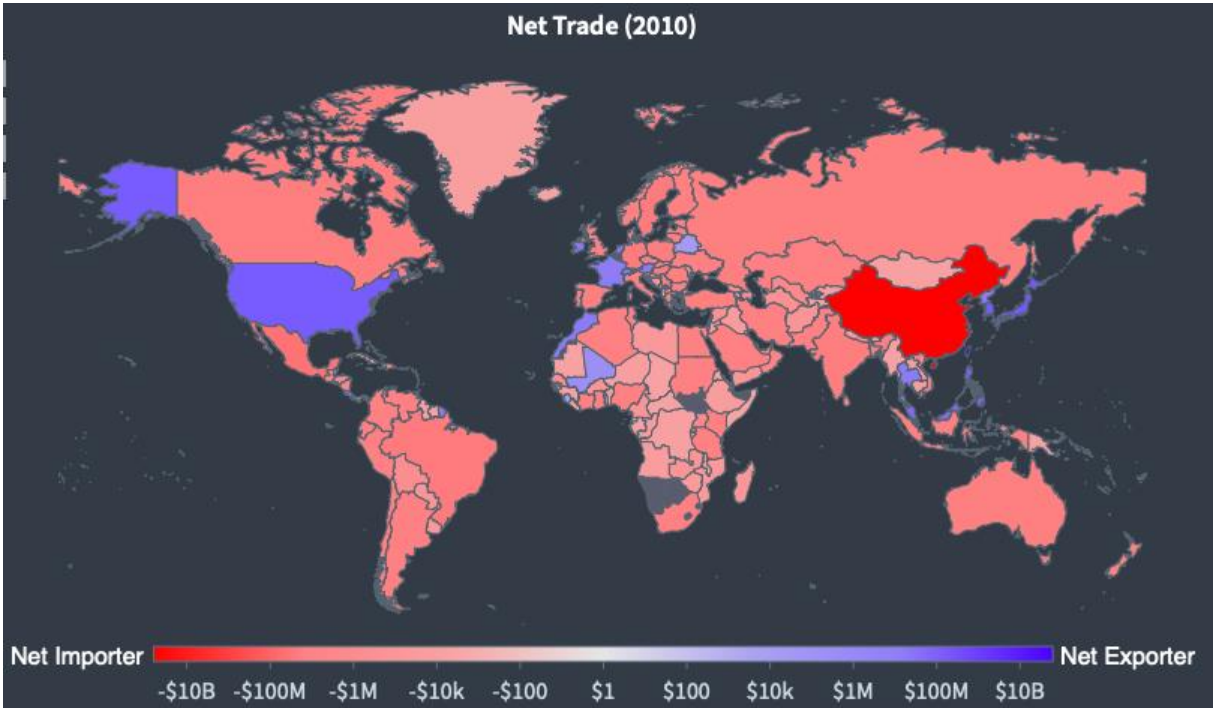 Net Trade (2010)
Net Importer
Net Exporter
-$10B -$100M -$1M -$10k -$100 $1 $100 $10k $1M $100M $10B